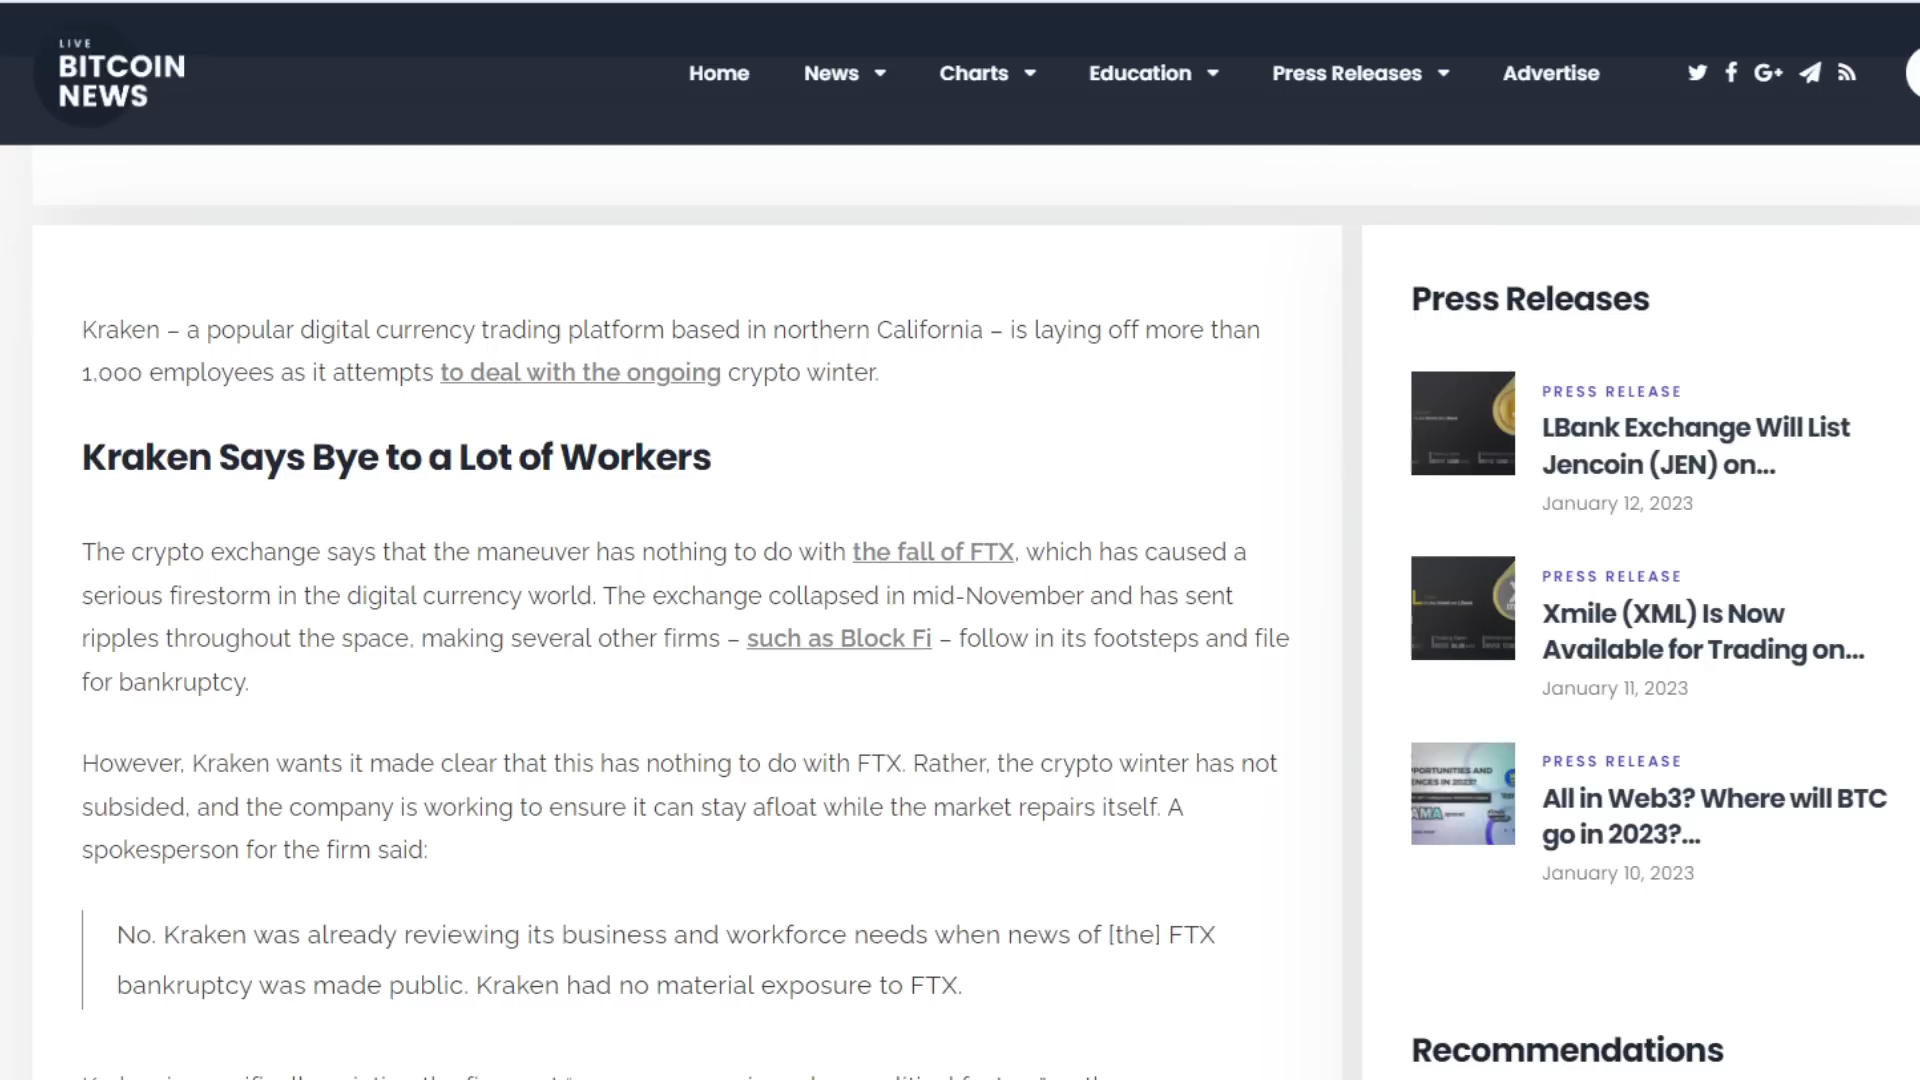 LIVE
BITCOIN
NEWS
Home News Charts Education Press Releases Advertise
Kraken – a popular digital currency trading platform based in northern California – is laying off more than
1,000 employees as it attempts to deal with the ongoing crypto winter.
Kraken Says Bye to a Lot of Workers
The crypto exchange says that the maneuver has nothing to do with the fall of FTX, which has caused a
serious firestorm in the digital currency world. The exchange collapsed in mid-November and has sent
ripples throughout the space, making several other firms – such as Block Fi – follow in its footsteps and file
for bankruptcy.
However, Kraken wants it made clear that this has nothing to do with FTX. Rather, the crypto winter has not
subsided, and the company is working to ensure it can stay afloat while the market repairs itself. A
spokesperson for the firm said:
No. Kraken was already reviewing its business and workforce needs when news of [the] FTX
bankruptcy was made public. Kraken had no material exposure to FTX.
Press Releases
PRESS RELEASE
LBank Exchange Will List
Jencoin (JEN) on...
January 12, 2023
PRESS RELEASE
Xmile (XML) Is Now
Available for Trading on...
January 11, 2023
PPORTUNITIES AND
ENCES IN 2023?
AMA
PRESS RELEASE
All in Web3? Where will BTC
go in 2023?...
January 10, 2023
Recommendations